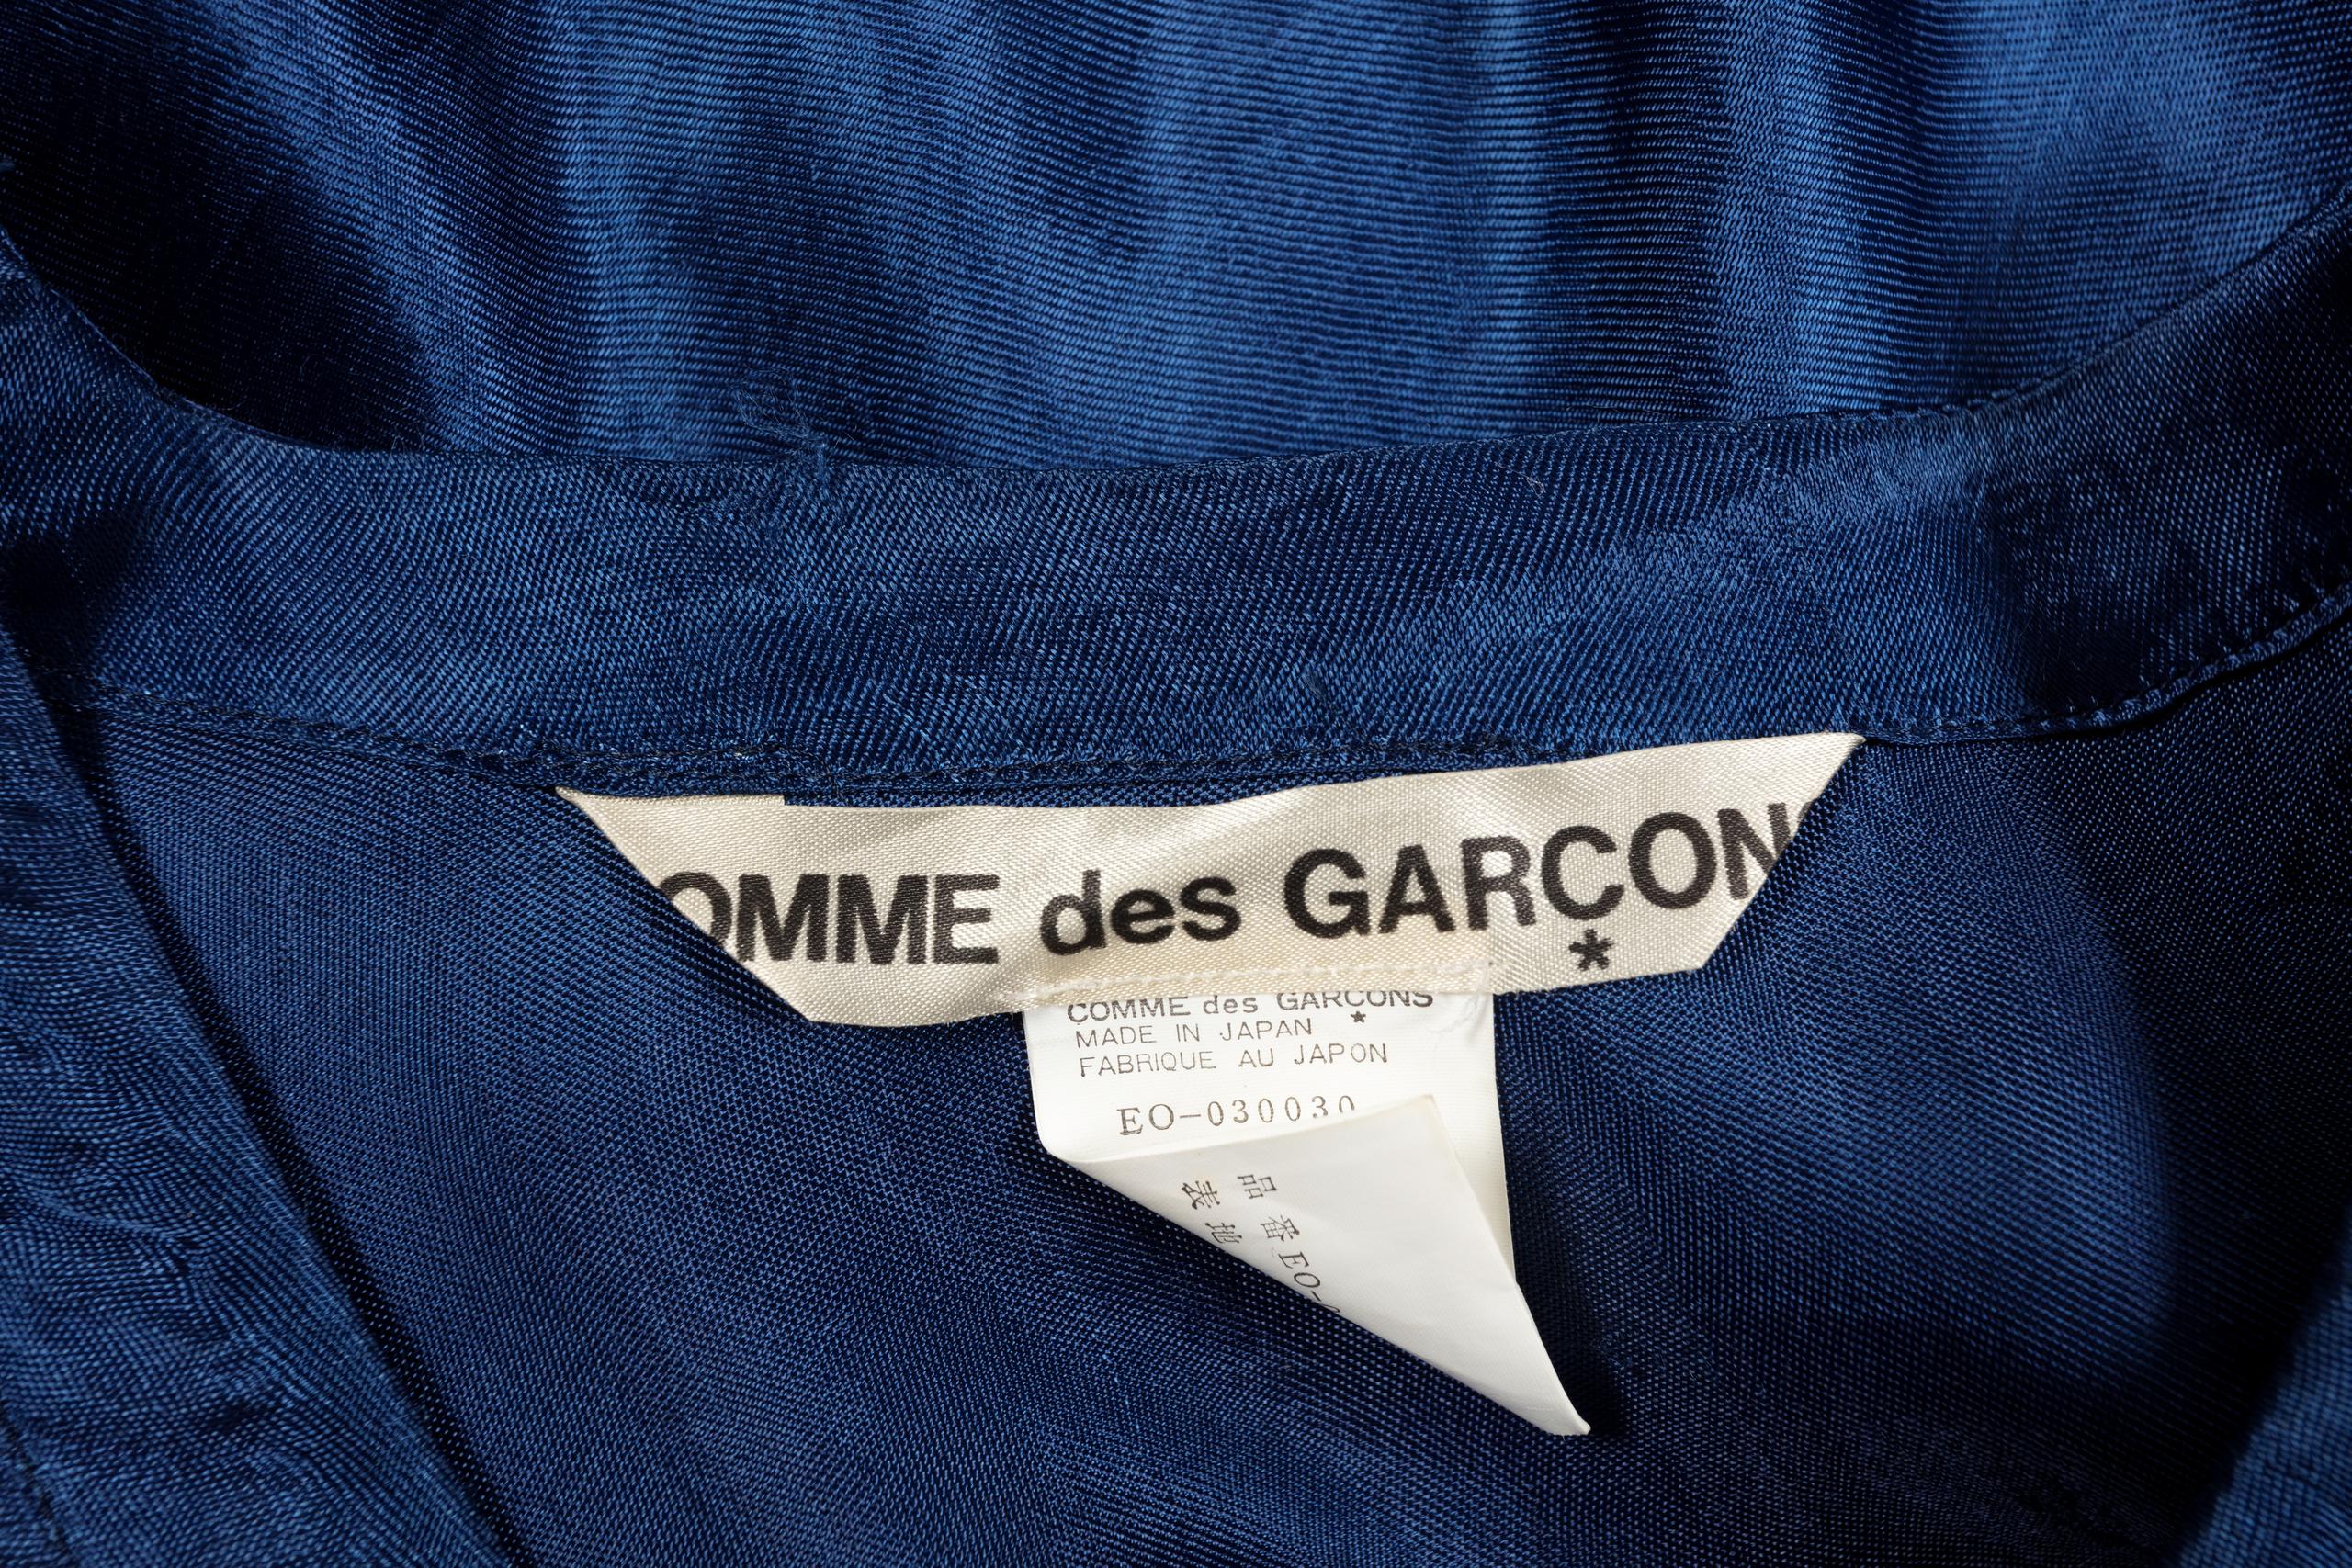 OMME des GARÇON
*
COMME des GARCONS
*
MADE IN JAPAN
FABRIQUE AU JAPON
EO-030030
品番EO-
表地